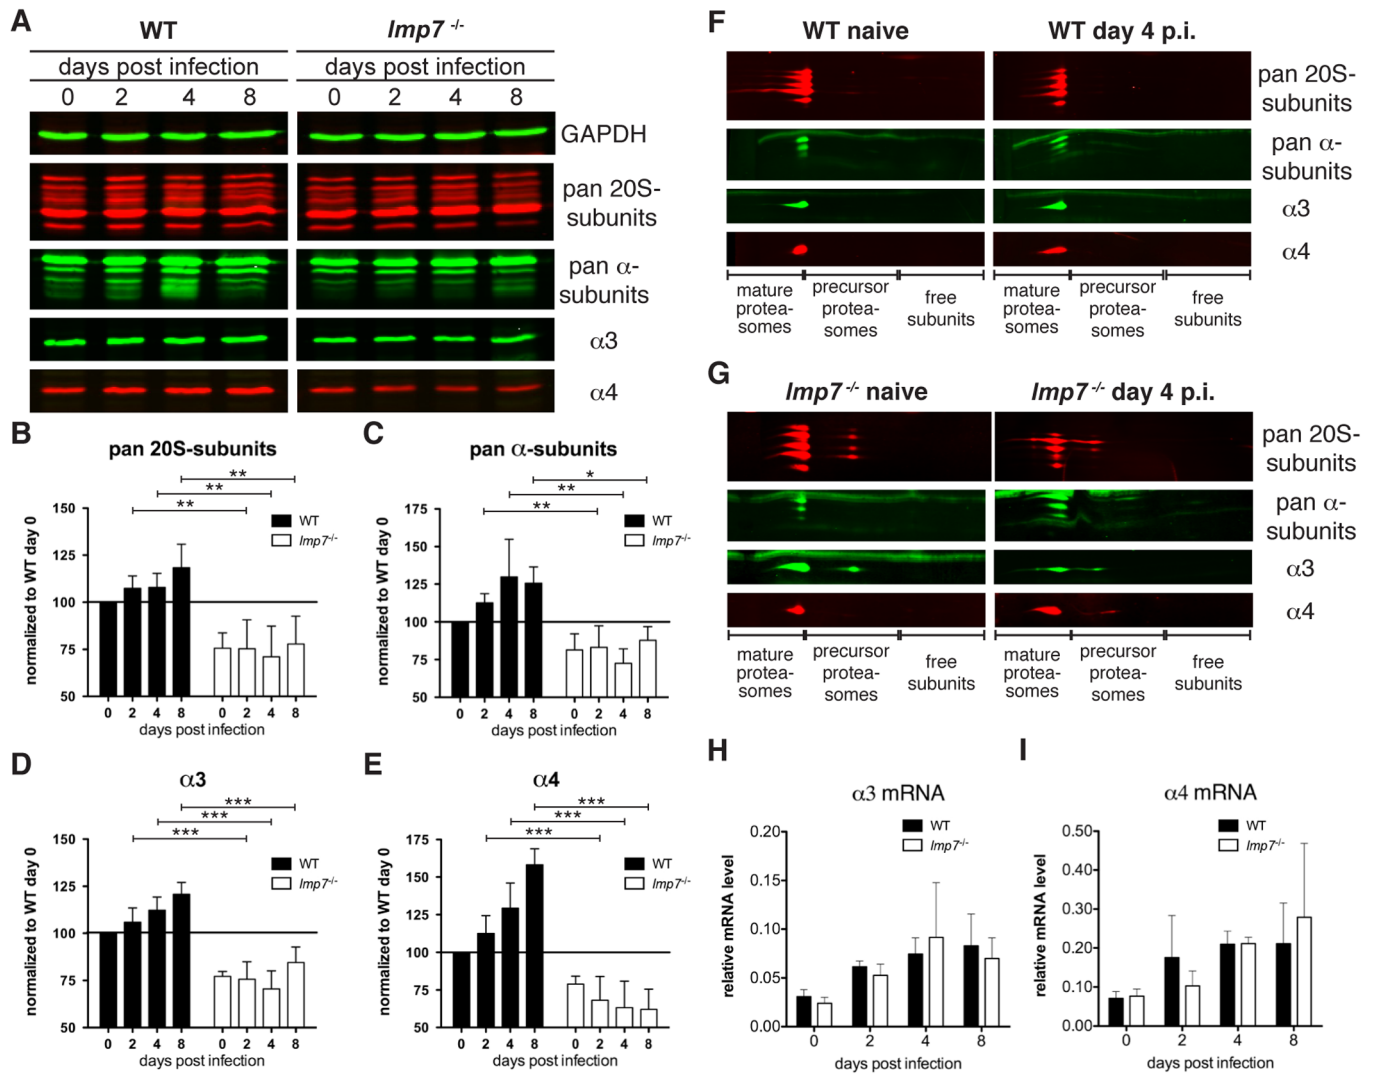 A
WT
lmp7 -/-
days post infection
days post infection
0 2 4 8
0 2 4 8
GAPDH
pan 20S-
subunits
pan α-
subunits
α3
α4
B
pan 20S-subunits
**
**
**
150
125
100
75
50
normalized to WT day 0
WT
lmp7-/-
0 2 4 8 0 2 4 8
days post infection
C
pan α-subunits
*
**
**
175
150
125
100
75
50
normalized to WT day 0
WT
lmp7-/-
0 2 4 8 0 2 4 8
days post infection
D
α3
***
***
***
150
125
100
75
50
normalized to WT day 0
WT
lmp7-/-
0 2 4 8 0 2 4 8
days post infection
E
α4
***
***
***
175
150
125
100
75
50
normalized to WT day 0
WT
lmp7-/-
0 2 4 8 0 2 4 8
days post infection
F
WT naive
WT day 4 p.i.
pan 20S-
subunits
pan α-
subunits
α3
α4
mature
protea-
somes
precursor
protea-
somes
free
subunits
mature
protea-
somes
precursor
protea-
somes
free
subunits
G
lmp7 -/- naive
lmp7 -/- day 4 p.i.
pan 20S-
subunits
pan α-
subunits
α3
α4
mature
protea-
somes
precursor
protea-
somes
free
subunits
mature
protea-
somes
precursor
protea-
somes
free
subunits
H
α3 mRNA
WT
lmp7-/-
0.20
0.15
0.10
0.05
0.00
relative mRNA level
0 2 4 8
days post infection
I
α4 mRNA
WT
lmp7-/-
0.50
0.40
0.30
0.20
0.10
0.00
relative mRNA level
0 2 4 8
days post infection